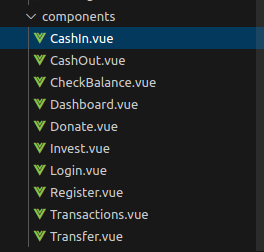 components
CashIn.vue
CashOut.vue
CheckBalance.vue
Dashboard.vue
Donate.vue
Invest.vue
Login.vue
Register.vue
Transactions.vue
Transfer.vue